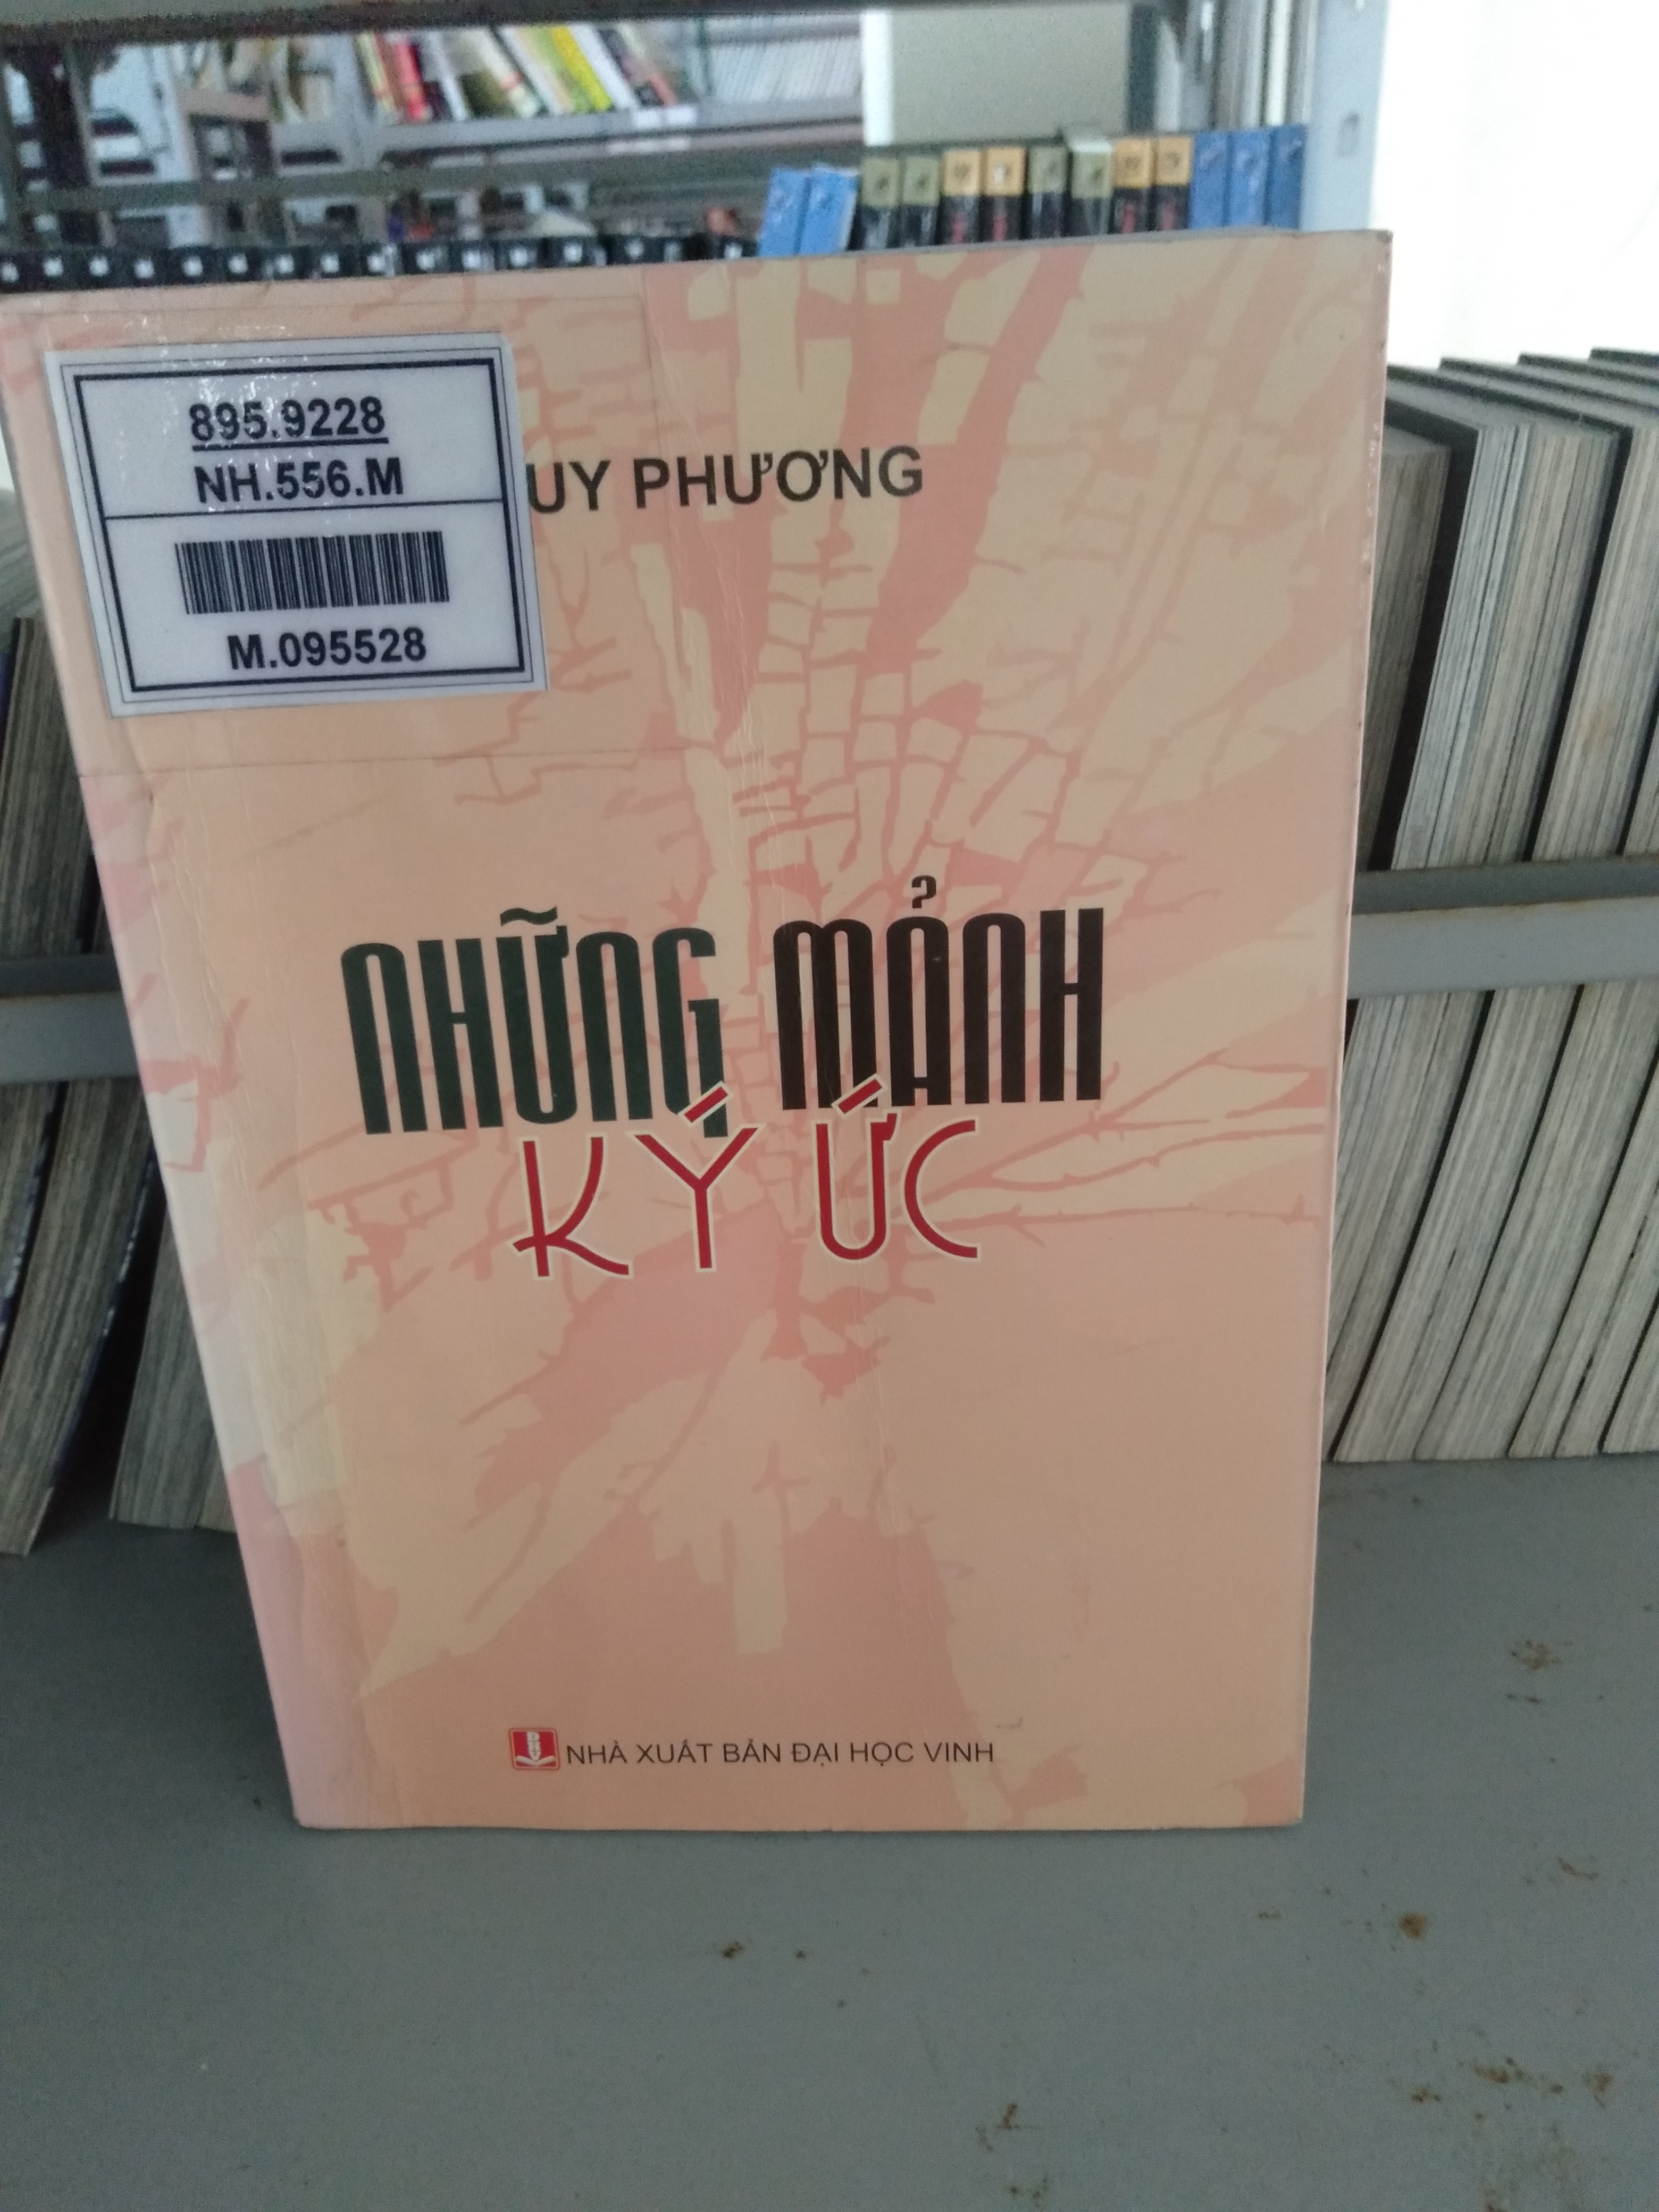 895.9228
NH.556.M
M.095528
UY PHƯƠNG
NHỮNG MẢNH
KÝ ỨC
NHÀ XUẤT BẢN ĐẠI HỌC VINH